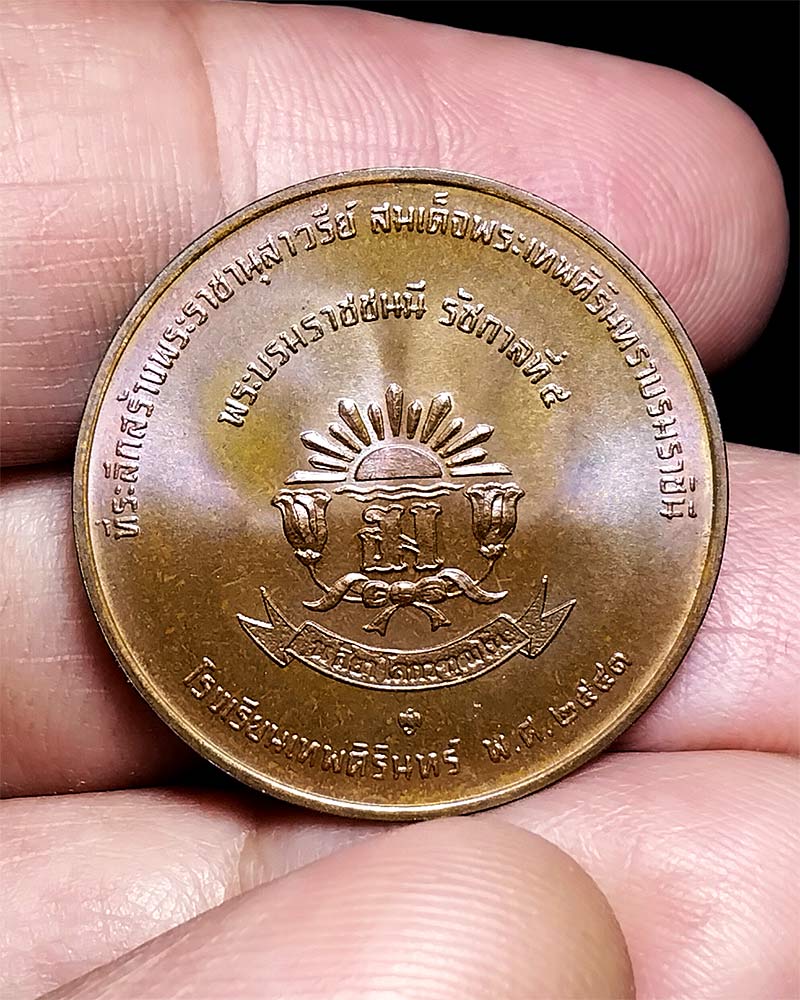 ที่ระลึกสร้างพระราชานุสาวรีย์ สมเด็จพระเทพศิรินทราบรมราชินี
พระบรมราชชนนี รัชกาลที่ ๕
โรงเรียนเทพศิรินทร์ พ.ศ.๒๕๔๓